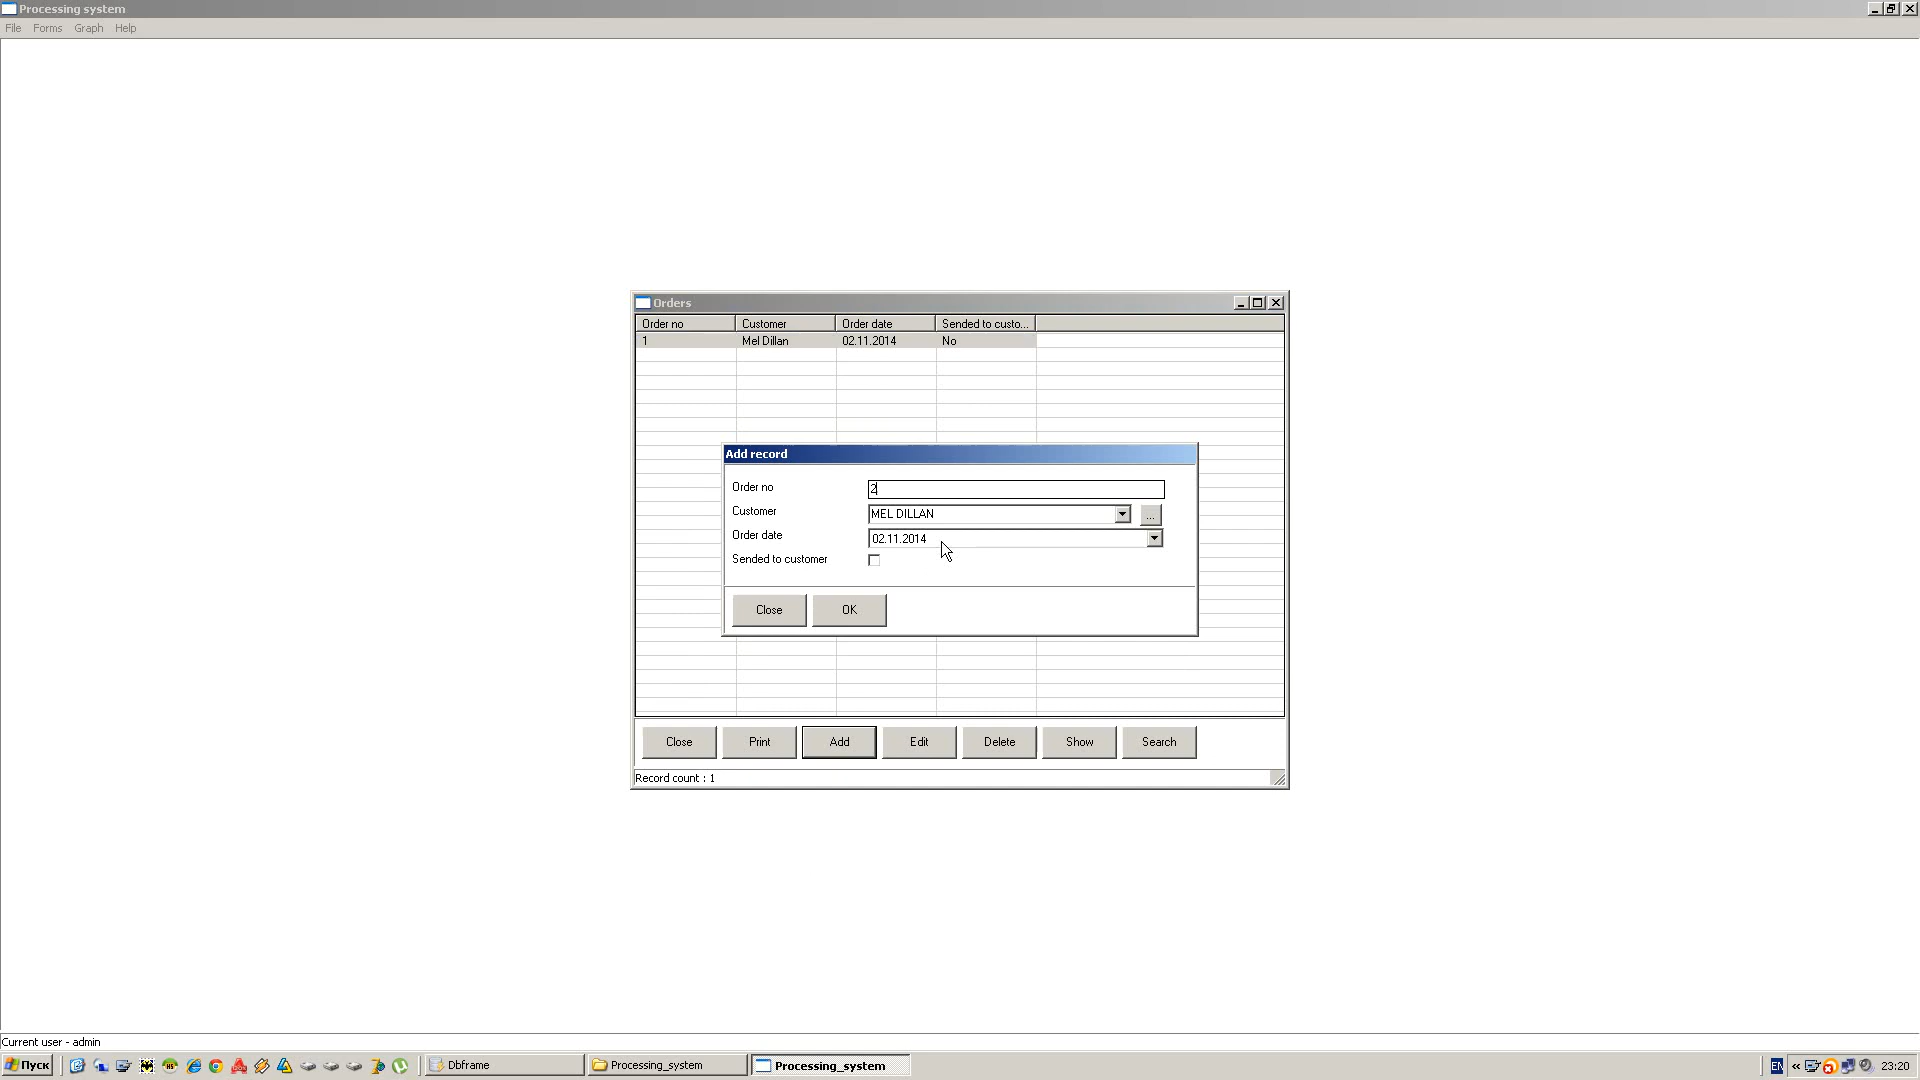 Processing system
File Forms Graph Help
Orders
Order no Customer Order date Sended to custo...
1 Mel Dillan 02.11.2014 No
Add record
Order no 2
Customer MEL DILLAN ...
Order date 02.11.2014
Sended to customer
Close OK
Close Print Add Edit Delete Show Search
Record count : 1
Current user - admin
Пуск Dbframe Processing_system Processing_system EN « 23:20